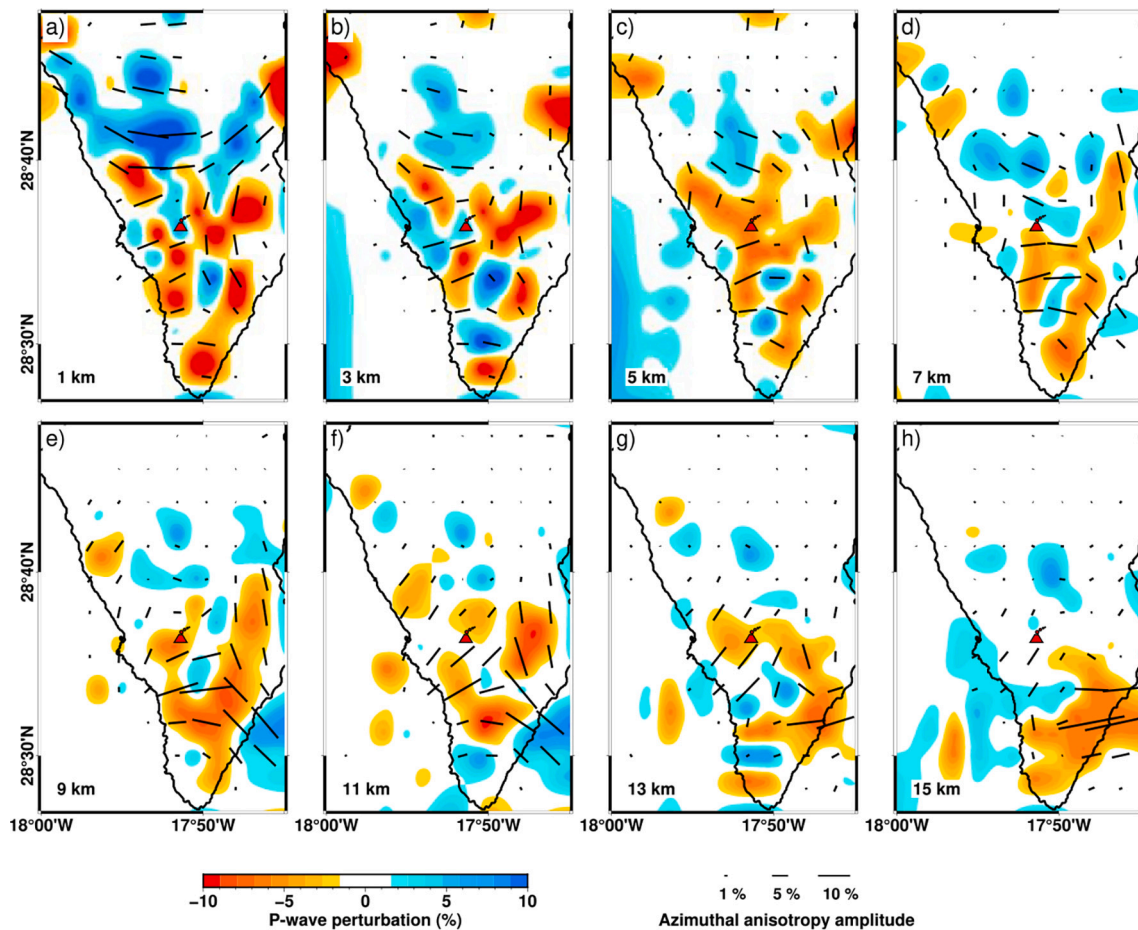 a)
b)
c)
d)
28°40'N
28°30'N
1 km
3 km
5 km
7 km
e)
f)’
g)
h)
28°40'N
28°30'N
9 km
11 km
13 km
15 km
18°00'W
17°50'W
17°50'W
18°00'W
17°50'W
18°00'W
17°50'W
−10
−5
0
5
10
P-wave perturbation (%)
1 %
5 %
10 %
Azimuthal anisotropy amplitude